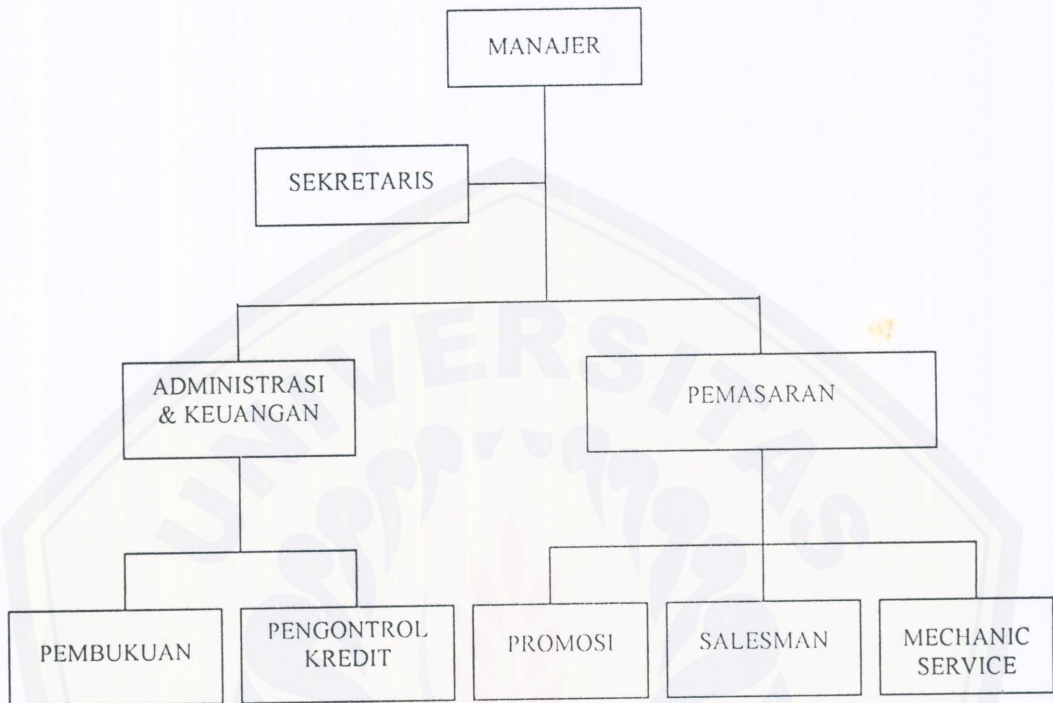 MANAJER
SEKRETARIS
ADMINISTRASI
& KEUANGAN
PEMASARAN
PEMBUKUAN
PENGONTROL
KREDIT
PROMOSI
SALESMAN
MECHANIC
SERVICE
UNIVERSITAS